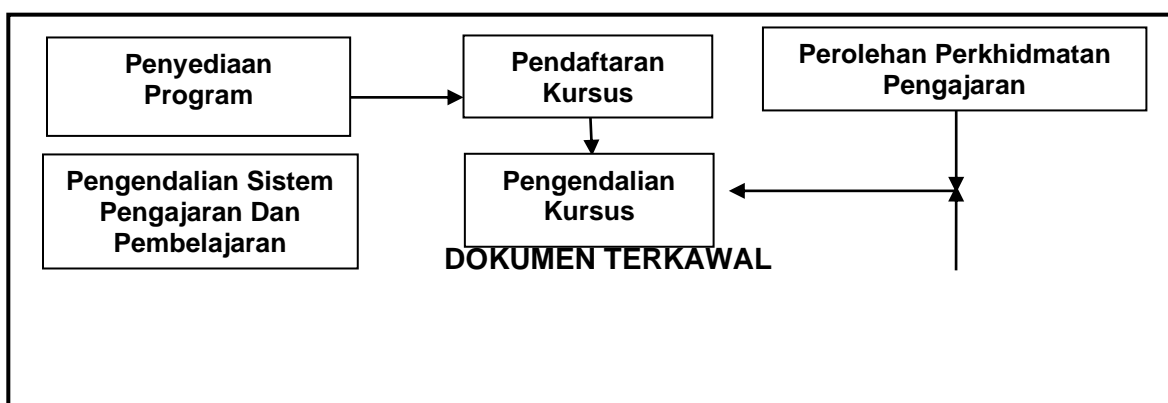 Penyediaan
Program
Pendaftaran
Kursus
Perolehan Perkhidmatan
Pengajaran
Pengendalian Sistem
Pengajaran Dan
Pembelajaran
Pengendalian
Kursus
DOKUMEN TERKAWAL